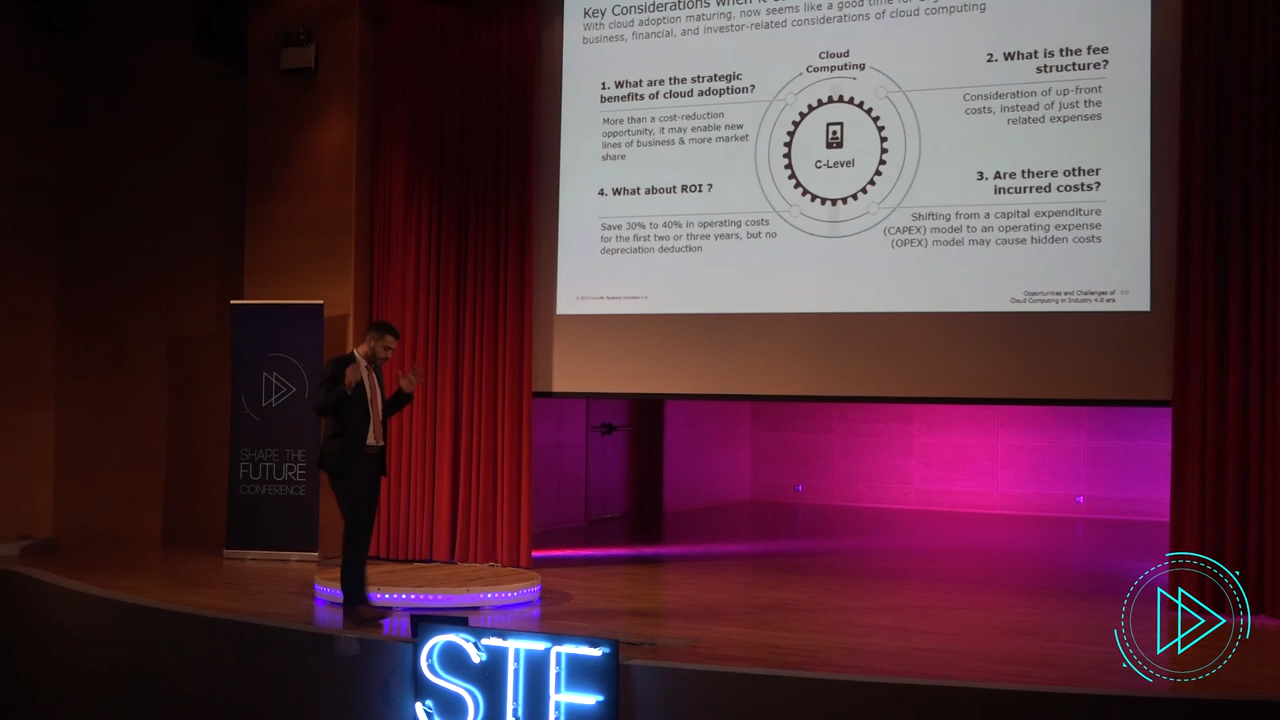 Key Considerations when it
With cloud adoption maturing, now seems like a good time for
business, financial, and investor-related considerations of cloud computing
Cloud
Computing
1. What are the strategic
benefits of cloud adoption?
More than a cost-reduction
opportunity, it may enable new
lines of business & more market
share
2. What is the fee
structure?
Consideration of up-front
costs, instead of just the
related expenses
C-Level
3. Are there other
incurred costs?
Shifting from a capital expenditure
(CAPEX) model to an operating expense
(OPEX) model may cause hidden costs
4. What about ROI ?
Save 30% to 40% in operating costs
for the first two or three years, but no
depreciation deduction
Opportunities and Challenges of
Cloud Computing in Industry 4.0 era
SHAPE THE
FUTURE
CONFERENCE
STF